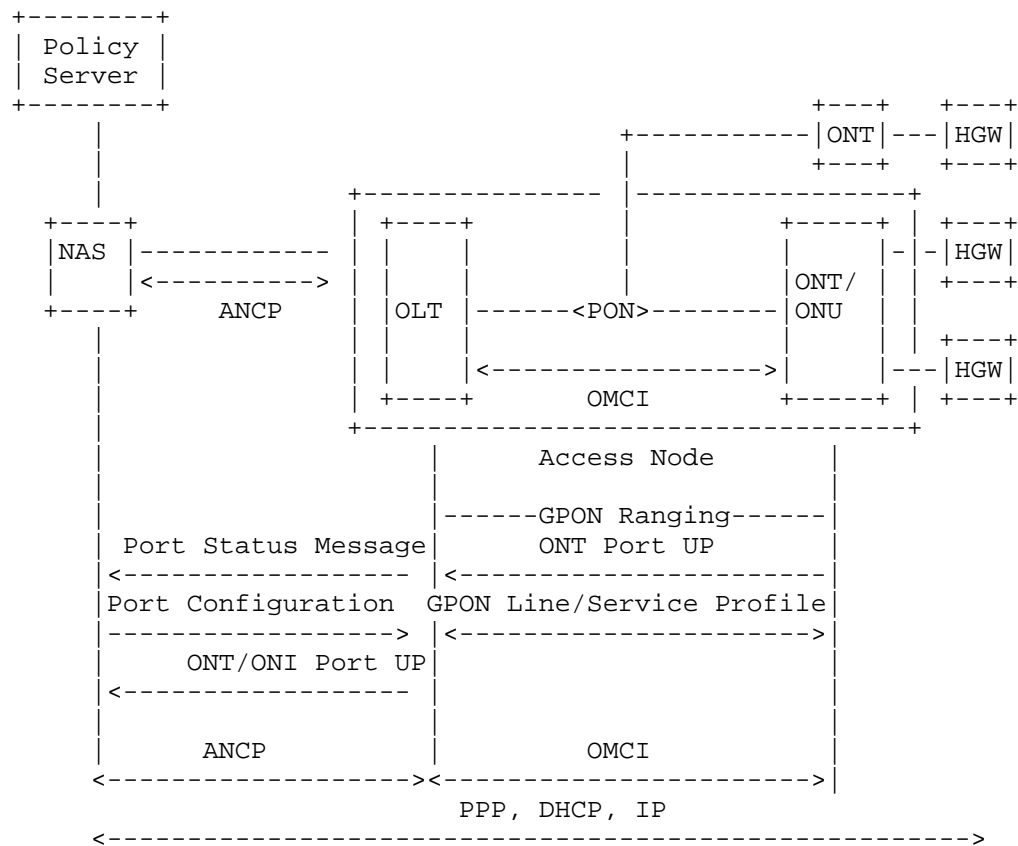 Policy
Server
ONT HGW
NAS HGW
ONT/
ANCP OLT <PON> ONU
HGW
OMCI
Access Node
GPON Ranging
Port Status Message ONT Port UP
Port Configuration GPON Line/Service Profile
ONT/ONI Port UP
ANCP OMCI
PPP, DHCP, IP